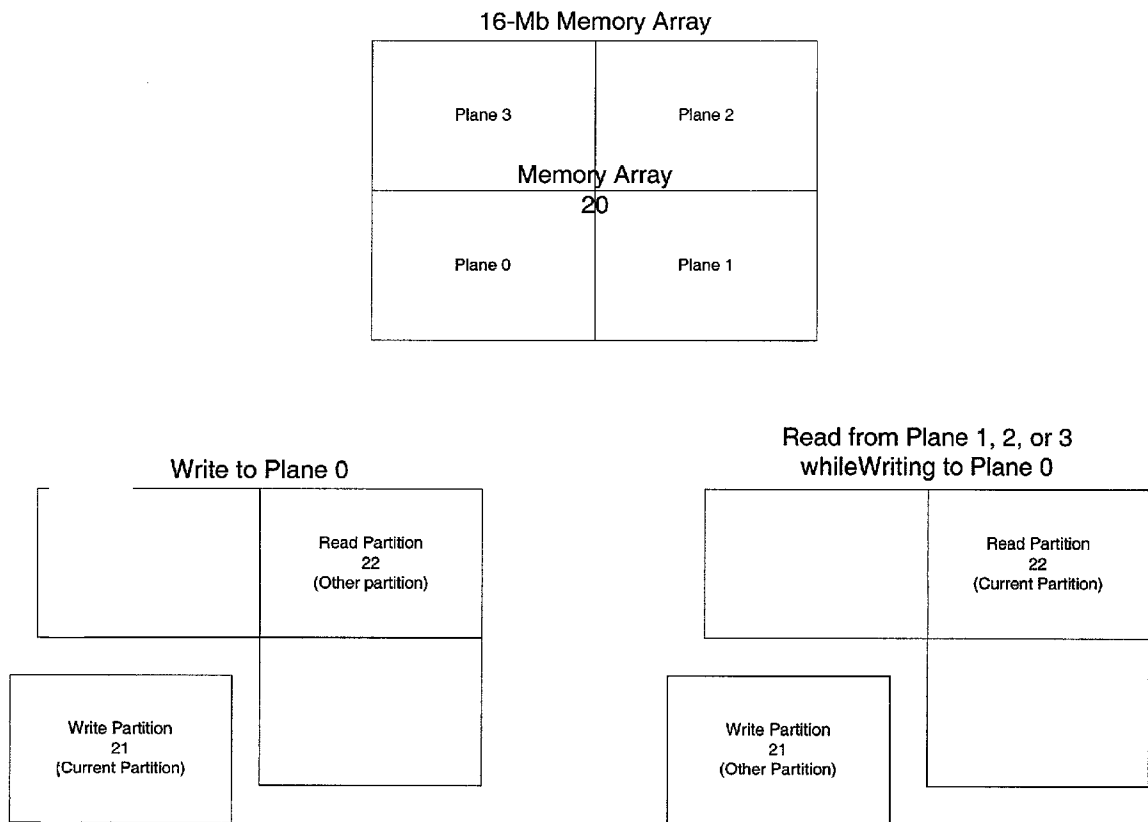 16-Mb Memory Array
Plane 3
Plane 2
Memory Array
20
Plane 0
Plane 1
Write to Plane 0
Read Partition
22
(Other partition)
Write Partition
21
(Current Partition)
Read from Plane 1, 2, or 3
whileWriting to Plane 0
Read Partition
22
(Current Partition)
Write Partition
21
(Other Partition)